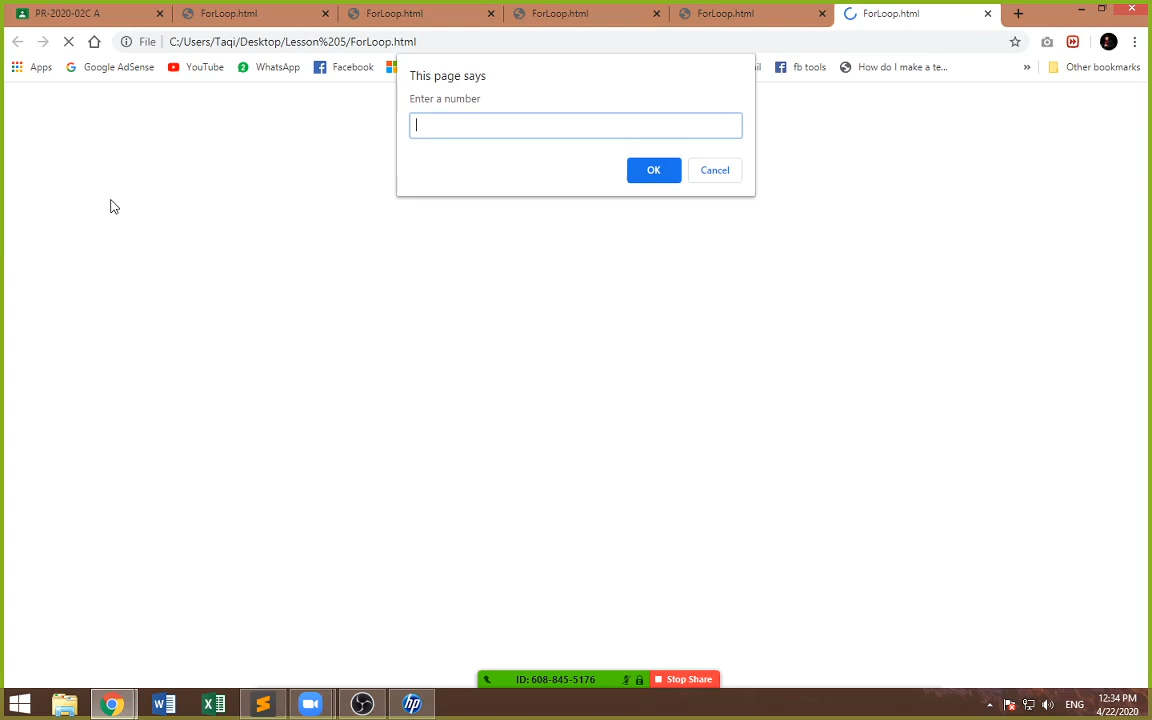 PR-2020-02C A
ForLoop.html
ForLoop.html
ForLoop.html
ForLoop.html
ForLoop.html
File
C:/Users/Taqi/Desktop/Lesson%205/ForLoop.html
Apps
Google AdSense
YouTube
2
WhatsApp
Facebook
fb tools
How do I make a te...
»
Other bookmarks
This page says
Enter a number
OK
Cancel
ID: 608-845-5176
Stop Share
ENG
12:34 PM
4/22/2020